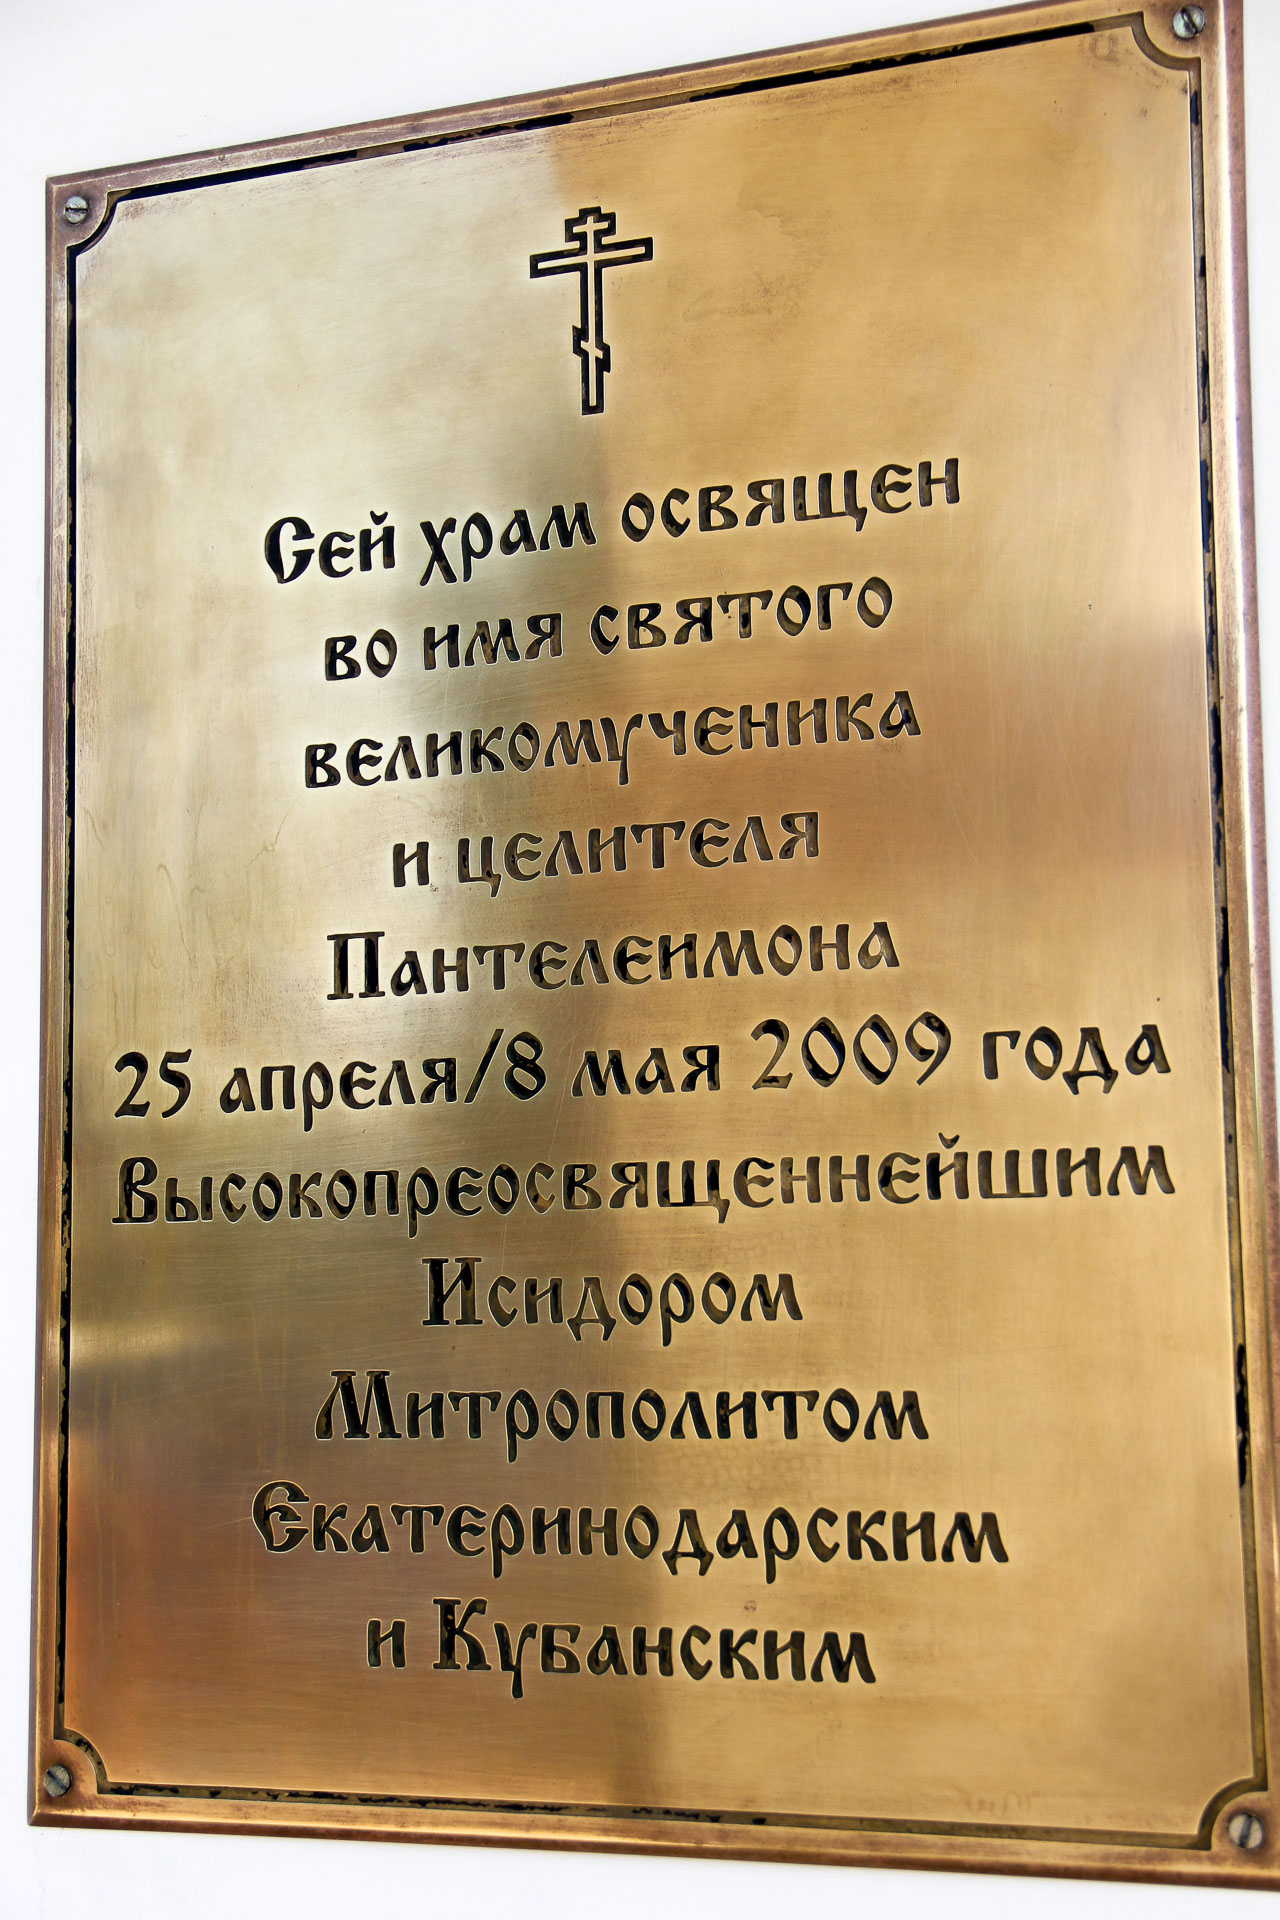 Сей храм освящен
во имя святого
великомученика
и целителя
Пантелеимона
25 апреля/8 мая 2009 года
Высокопреосвященнейшим
Исидором
Митрополитом
Екатеринодарским
и Кубанским